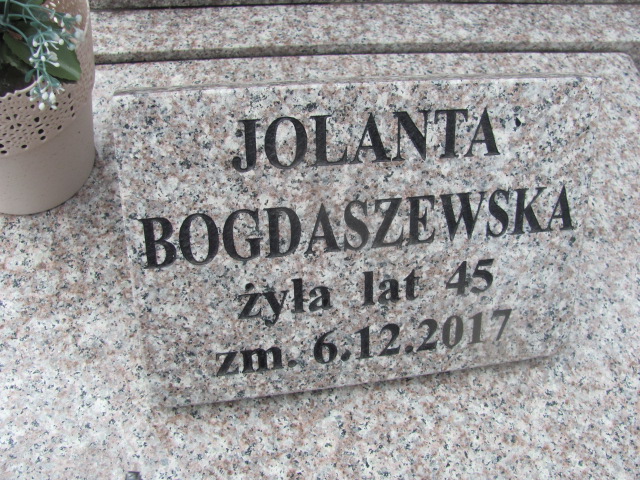 JOLANTA
BOGDASZEWSKA
żyła lat 45
zm. 6.12.2017